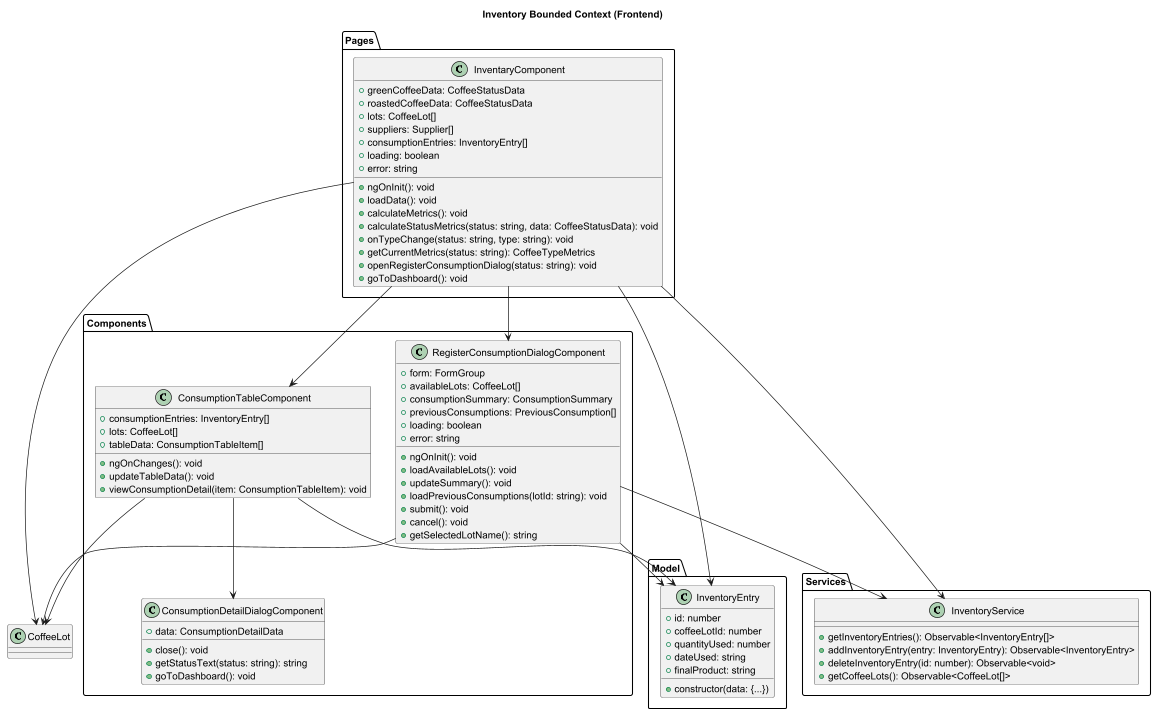 Inventory Bounded Context (Frontend)
Pages
C InventaryComponent
greenCoffeeData: CoffeeStatusData
roastedCoffeeData: CoffeeStatusData
lots: CoffeeLot[]
suppliers: Supplier[]
consumptionEntries: InventoryEntry[]
loading: boolean
error: string
ngOnInit(): void
loadData(): void
calculateMetrics(): void
calculateStatusMetrics(status: string, data: CoffeeStatusData): void
onTypeChange(status: string, type: string): void
getCurrentMetrics(status: string): CoffeeTypeMetrics
openRegisterConsumptionDialog(status: string): void
goToDashboard(): void
Components
C RegisterConsumptionDialogComponent
form: FormGroup
availableLots: CoffeeLot[]
consumptionSummary: ConsumptionSummary
previousConsumptions: PreviousConsumption[]
loading: boolean
error: string
ngOnInit(): void
loadAvailableLots(): void
updateSummary(): void
loadPreviousConsumptions(lotId: string): void
submit(): void
cancel(): void
getSelectedLotName(): string
C ConsumptionTableComponent
consumptionEntries: InventoryEntry[]
lots: CoffeeLot[]
tableData: ConsumptionTableItem[]
ngOnChanges(): void
updateTableData(): void
viewConsumptionDetail(item: ConsumptionTableItem): void
C ConsumptionDetailDialogComponent
data: ConsumptionDetailData
close(): void
getStatusText(status: string): string
goToDashboard(): void
C CoffeeLot
Model
C InventoryEntry
id: number
coffeeLotId: number
quantityUsed: number
dateUsed: string
finalProduct: string
constructor(data: {...})
Services
C InventoryService
getInventoryEntries(): Observable<InventoryEntry[]>
addInventoryEntry(entry: InventoryEntry): Observable<InventoryEntry>
deleteInventoryEntry(id: number): Observable<void>
getCoffeeLots(): Observable<CoffeeLot[]>